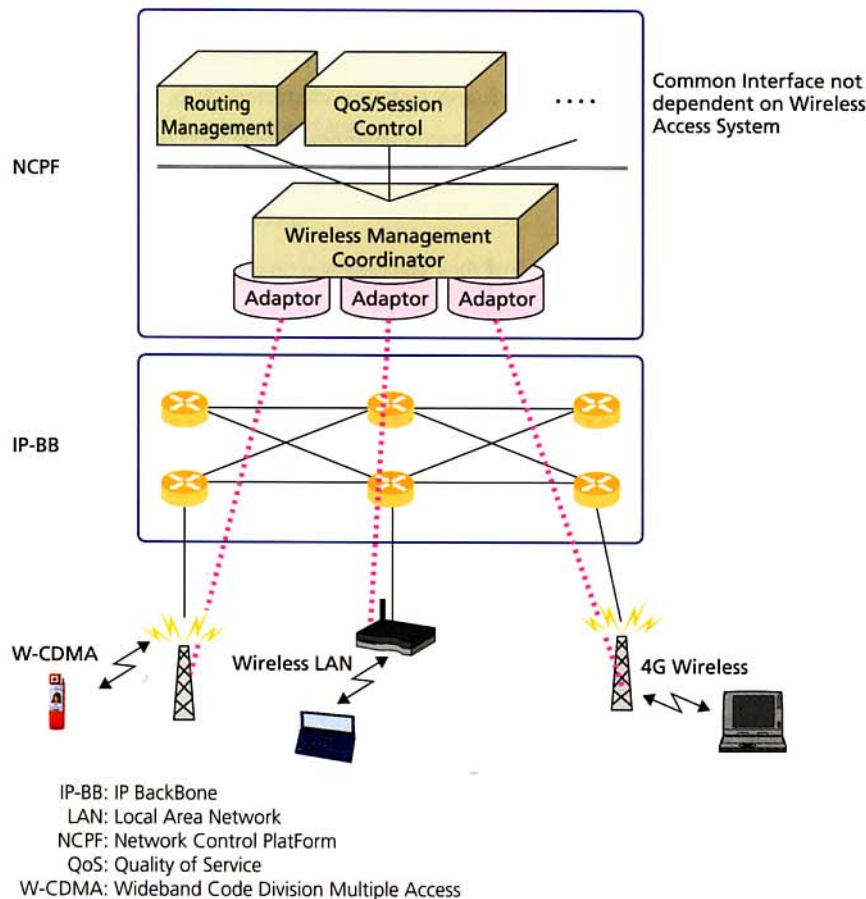 Routing
Management
QoS/Session
Control
....
Common Interface not
dependent on Wireless
Access System
NCPF
Wireless Management
Coordinator
Adaptor
Adaptor
Adaptor
IP-BB
W-CDMA
Wireless LAN
4G Wireless
IP-BB: IP BackBone
LAN: Local Area Network
NCPF: Network Control PlatForm
QoS: Quality of Service
W-CDMA: Wideband Code Division Multiple Access